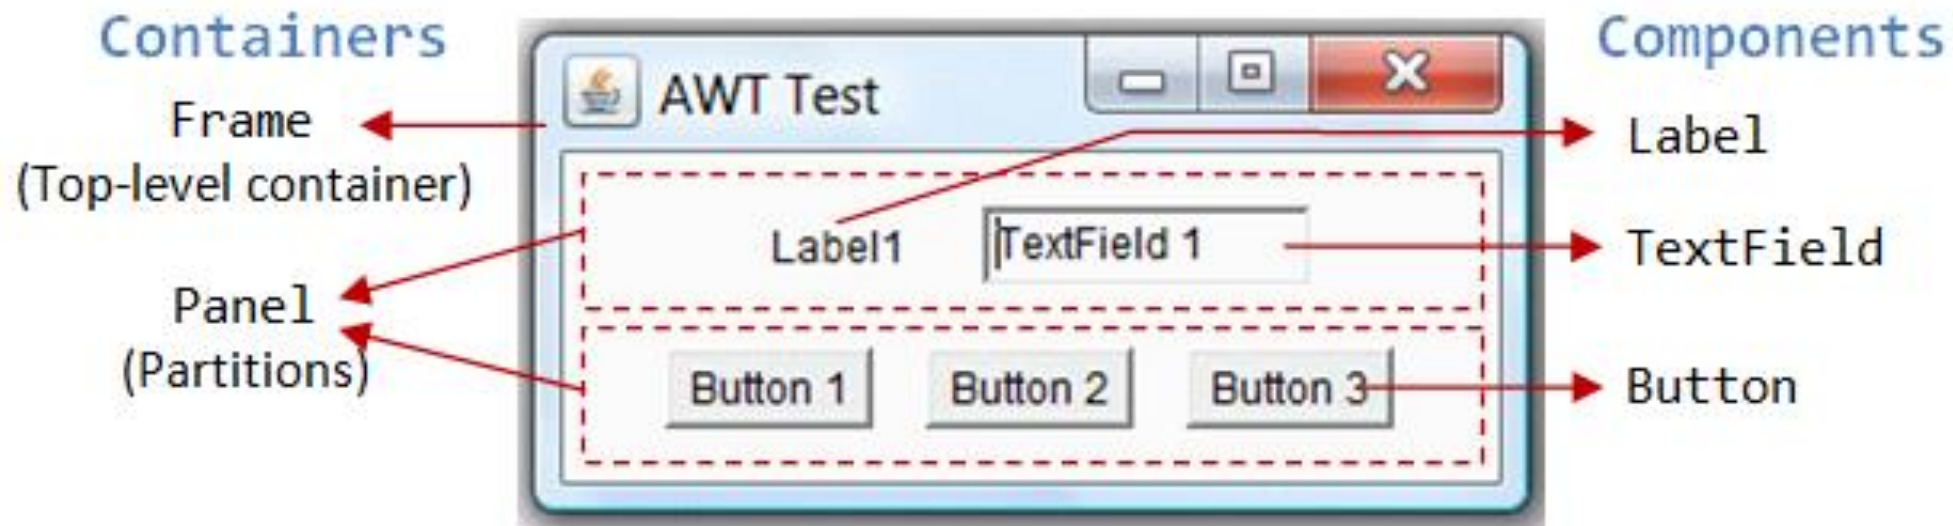 Containers
Components
AWT Test
Frame
(Top-level container)
Label
Label1
TextField 1
TextField
Panel
(Partitions)
Button 1
Button 2
Button 3
Button